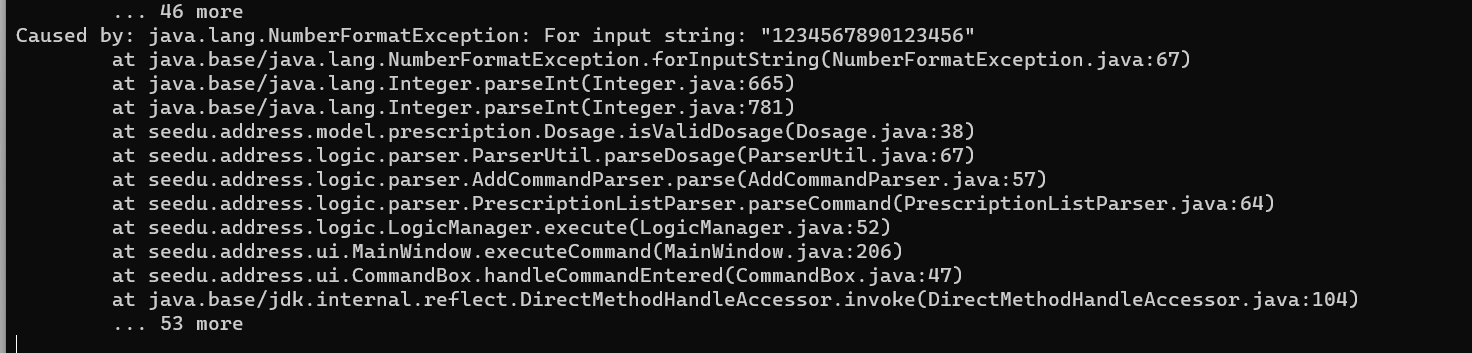 ... 46 more
Caused by: java.lang.NumberFormatException: For input string: "1234567890123456"
at java.base/java.lang.NumberFormatException.forInputString(NumberFormatException.java:67)
at java.base/java.lang.Integer.parseInt(Integer.java:665)
at java.base/java.lang.Integer.parseInt(Integer.java:781)
at seedu.address.model.prescription.Dosage.isValidDosage(Dosage.java:38)
at seedu.address.logic.parser.ParserUtil.parseDosage(ParserUtil.java:67)
at seedu.address.logic.parser.AddCommandParser.parse(AddCommandParser.java:57)
at seedu.address.logic.parser.PrescriptionListParser.parseCommand(PrescriptionListParser.java:64)
at seedu.address.logic.LogicManager.execute(LogicManager.java:52)
at seedu.address.ui.MainWindow.executeCommand(MainWindow.java:206)
at seedu.address.ui.CommandBox.handleCommandEntered(CommandBox.java:47)
at java.base/jdk.internal.reflect.DirectMethodHandleAccessor.invoke(DirectMethodHandleAccessor.java:104)
... 53 more